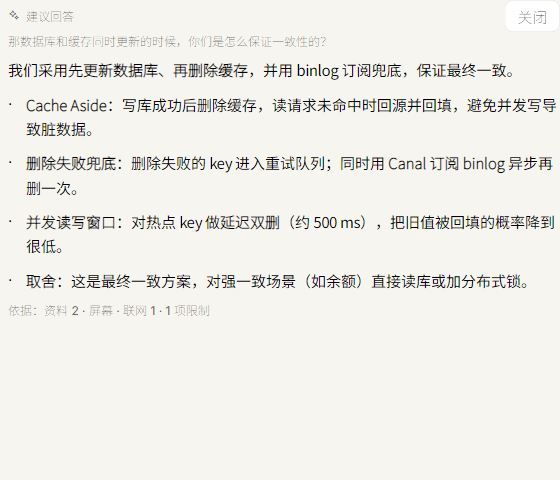 建议回答
关闭
那数据库和缓存同时更新的时候，你们是怎么保证一致性的？
我们采用先更新数据库、再删除缓存，并用 binlog 订阅兜底，保证最终一致。
· Cache Aside：写库成功后删除缓存，读请求未命中时回源并回填，避免并发写导
致脏数据。
· 删除失败兜底：删除失败的 key 进入重试队列；同时用 Canal 订阅 binlog 异步再
删一次。
· 并发读写窗口：对热点 key 做延迟双删（约 500 ms），把旧值被回填的概率降到
很低。
· 取舍：这是最终一致方案，对强一致场景（如余额）直接读库或加分布式锁。
依据：资料 2 · 屏幕 · 联网 1 · 1 项限制